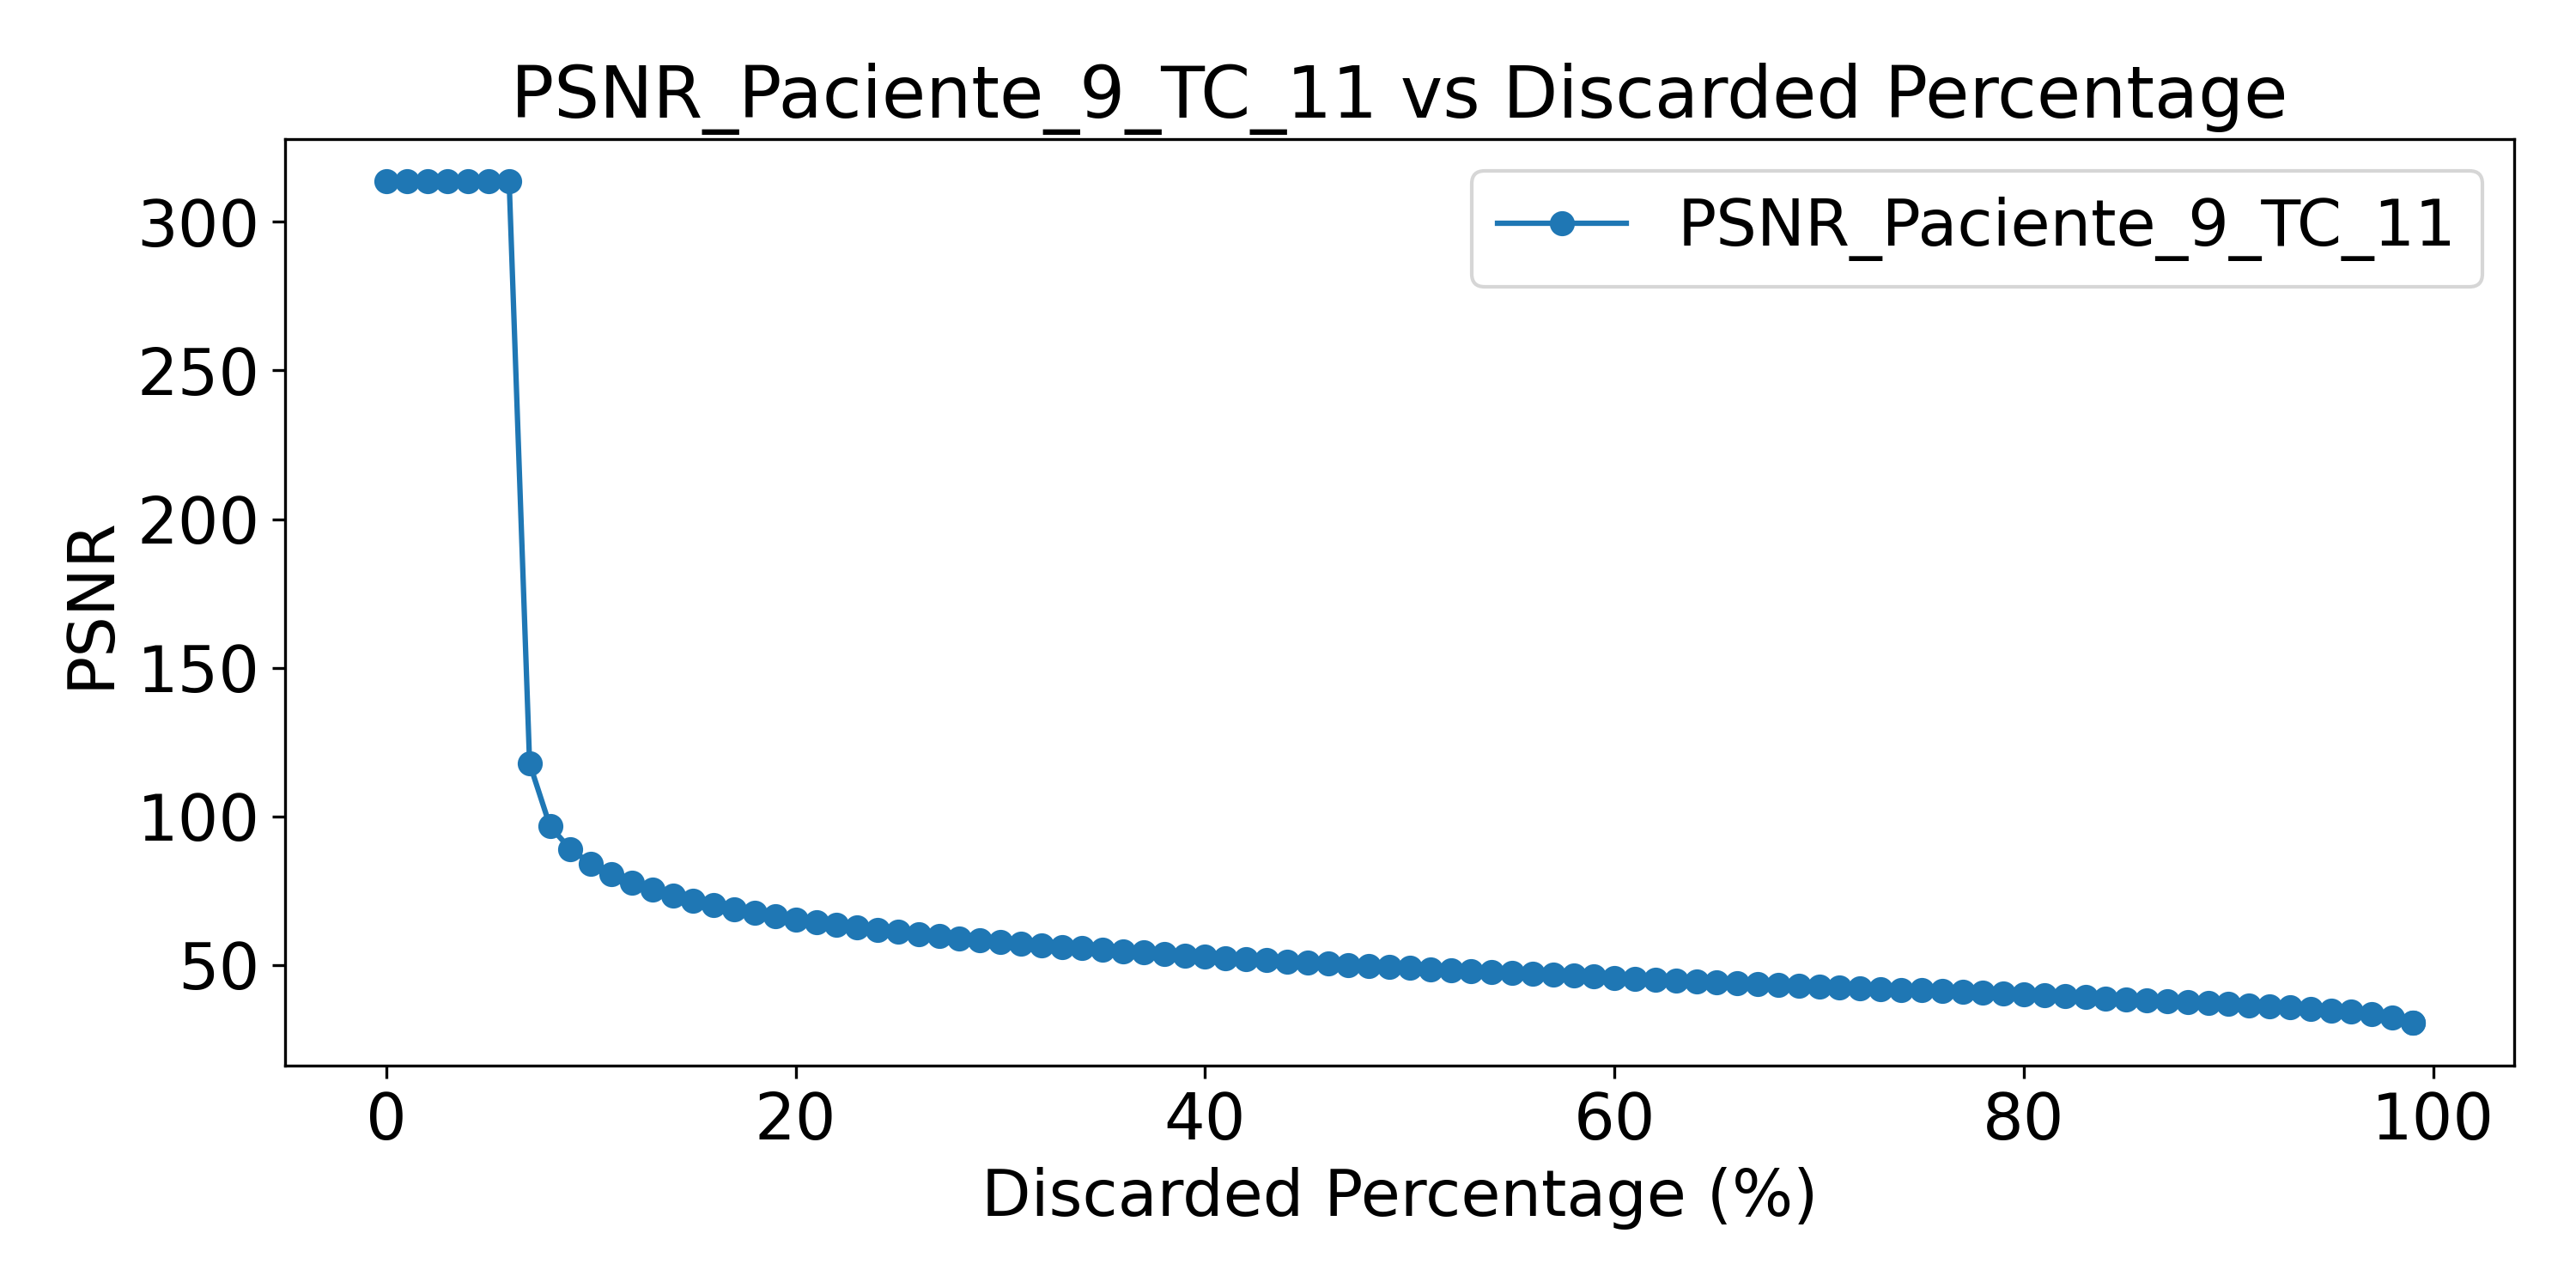 PSNR_Paciente_9_TC_11 vs Discarded Percentage
PSNR_Paciente_9_TC_11
300
250
200
150
100
50
PSNR
0 20 40 60 80 100
Discarded Percentage (%)